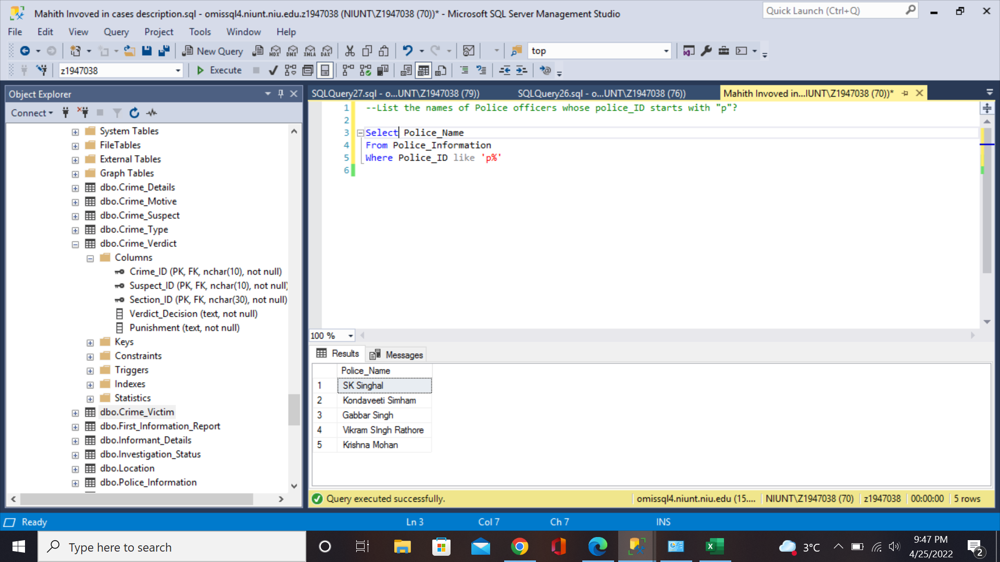 Mahith Invoved in cases description.sql - omissql4.niunt.niu.edu.z1947038 (NIUNT\Z1947038 (70))* - Microsoft SQL Server Management Studio
Quick Launch (Ctrl+Q)
File Edit View Query Project Tools Window Help
New Query MDX DMX XMLA DAX top
z1947038 Execute
Object Explorer
Connect
System Tables
FileTables
External Tables
Graph Tables
dbo.Crime_Details
dbo.Crime_Motive
dbo.Crime_Suspect
dbo.Crime_Type
dbo.Crime_Verdict
Columns
Crime_ID (PK, FK, nchar(10), not null)
Suspect_ID (PK, FK, nchar(10), not null)
Section_ID (PK, FK, nchar(30), not null)
Verdict_Decision (text, not null)
Punishment (text, not null)
Keys
Constraints
Triggers
Indexes
Statistics
dbo.Crime_Victim
dbo.First_Information_Report
dbo.Informant_Details
dbo.Investigation_Status
dbo.Location
dbo.Police_Information
SQLQuery27.sql - o...UNT\Z1947038 (79)) SQLQuery26.sql - o...UNT\Z1947038 (76)) Mahith Invoved in...IUNT\Z1947038 (70))*
1 --List the names of Police officers whose police_ID starts with "p"?
2
3 Select Police_Name
4 From Police_Information
5 Where Police_ID like 'p%'
6
100 %
Results Messages
Police_Name
1 SK Singhal
2 Kondaveeti Simham
3 Gabbar Singh
4 Vikram SIngh Rathore
5 Krishna Mohan
Query executed successfully. omissql4.niunt.niu.edu (15.... NIUNT\Z1947038 (70) z1947038 00:00:00 5 rows
Ready Ln 3 Col 7 Ch 7 INS
Type here to search
3°C
9:47 PM
4/25/2022
2